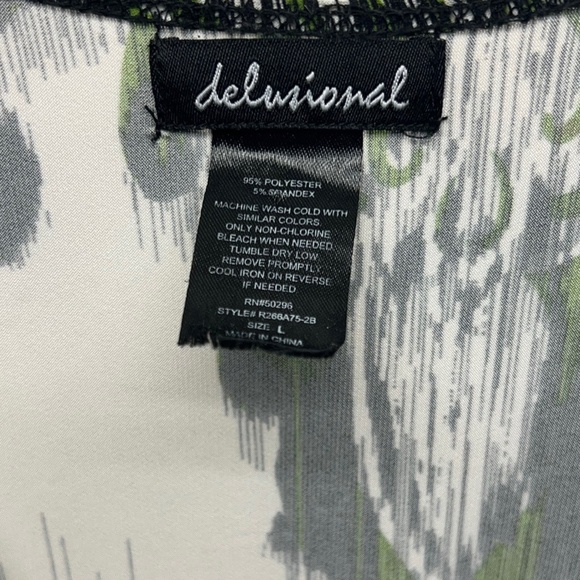 delusional
95% POLYESTER
5% SPANDEX
MACHINE WASH COLD WITH
SIMILAR COLORS.
ONLY NON-CHLORINE
BLEACH WHEN NEEDED.
TUMBLE DRY LOW.
REMOVE PROMPTLY.
COOL IRON ON REVERSE
IF NEEDED
RN#50296
STYLE# R266A75-2B
SIZE: L
MADE IN CHINA